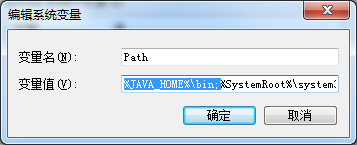 编辑系统变量
变量名(N):
Path
变量值(V):
%JAVA_HOME%\bin;%SystemRoot%\system3
确定
取消